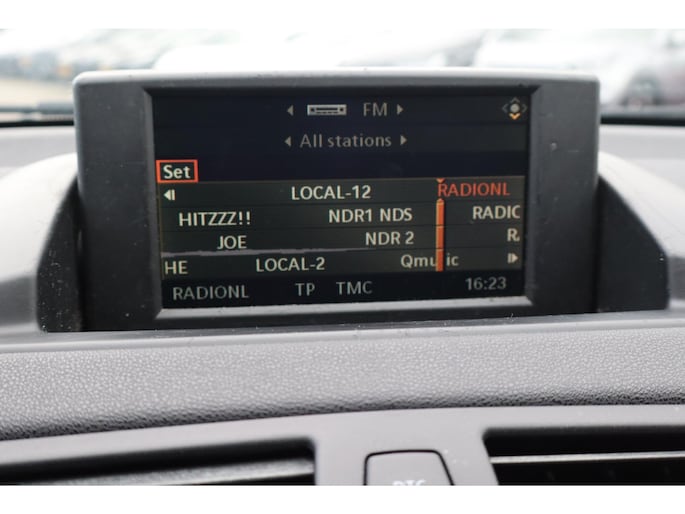 FM
All stations
Set
LOCAL-12 RADIONL
HITZZZ!! NDR1 NDS RADIC
JOE NDR 2 R.
HE LOCAL-2 Qmusic
RADIONL TP TMC 16:23
DTC